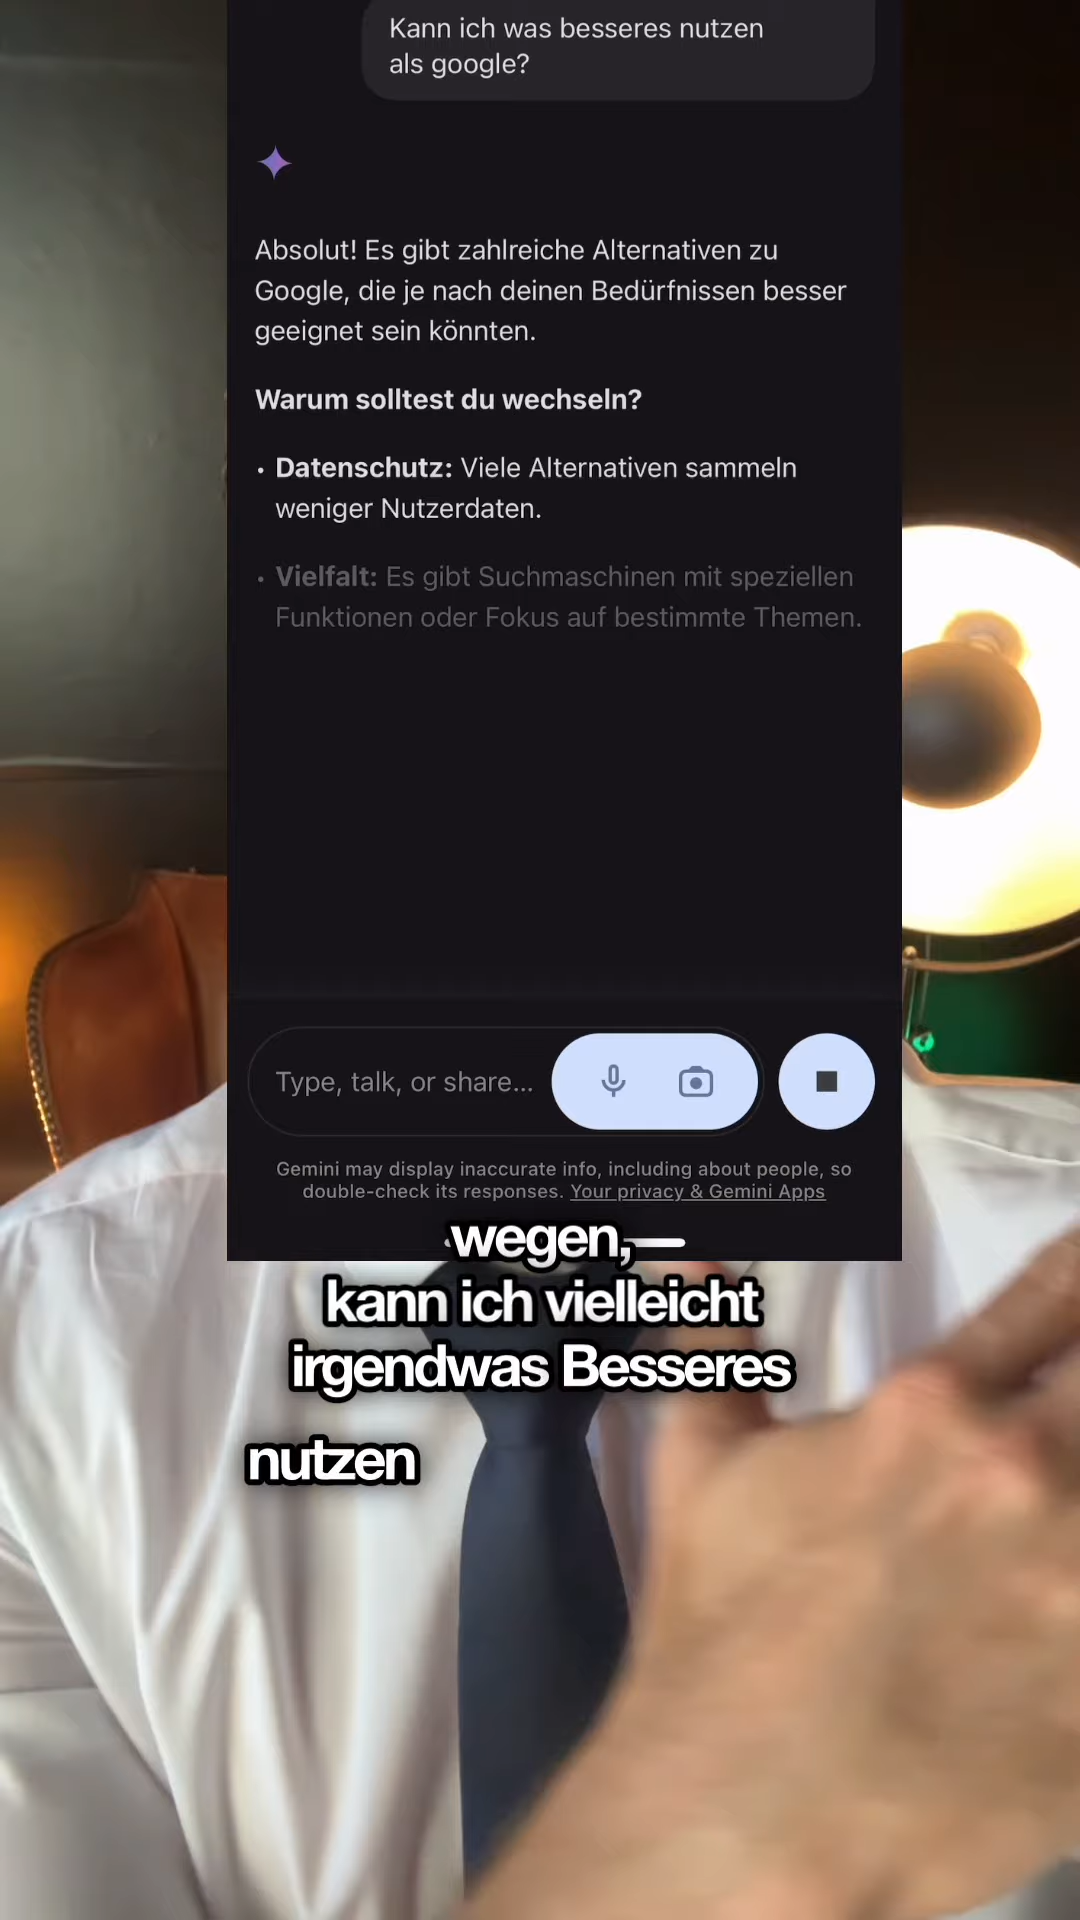 Kann ich was besseres nutzen
als google?
Absolut! Es gibt zahlreiche Alternativen zu
Google, die je nach deinen Bedürfnissen besser
geeignet sein könnten.
Warum solltest du wechseln?
• Datenschutz: Viele Alternativen sammeln
weniger Nutzerdaten.
• Vielfalt: Es gibt Suchmaschinen mit speziellen
Funktionen oder Fokus auf bestimmte Themen.
Type, talk, or share...
Gemini may display inaccurate info, including about people, so
double-check its responses. Your privacy & Gemini Apps
wegen,
kann ich vielleicht
irgendwas Besseres
nutzen